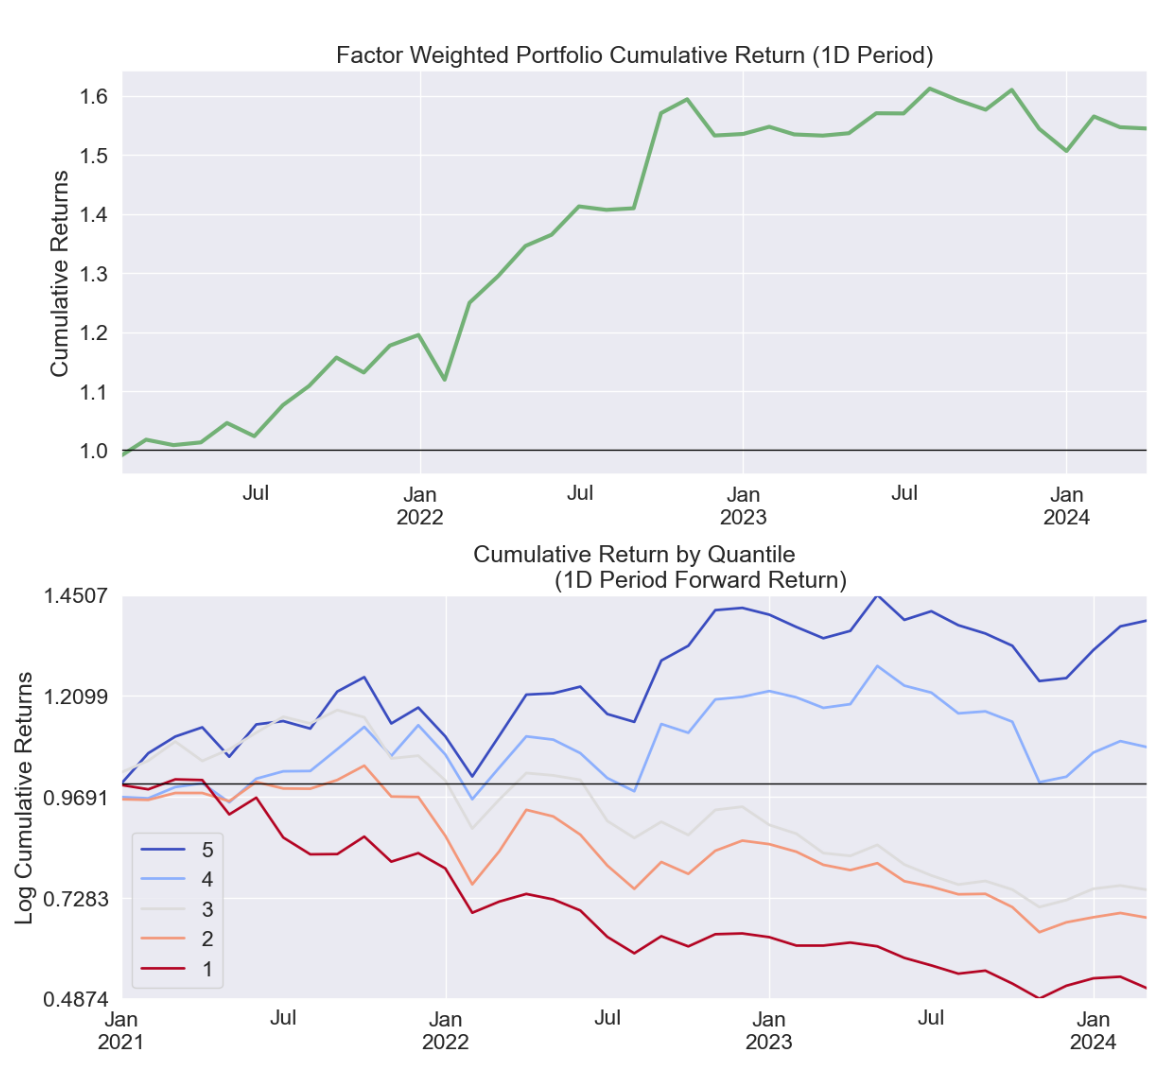 Factor Weighted Portfolio Cumulative Return (1D Period)
Cumulative Returns
1.6
1.5
1.4
1.3
1.2
1.1
1.0
Jul
Jan
2022
Jul
Jan
2023
Jul
Jan
2024
Cumulative Return by Quantile
(1D Period Forward Return)
Log Cumulative Returns
1.4507
1.2099
0.9691
0.7283
0.4874
5
4
3
2
1
Jan
2021
Jul
Jan
2022
Jul
Jan
2023
Jul
Jan
2024